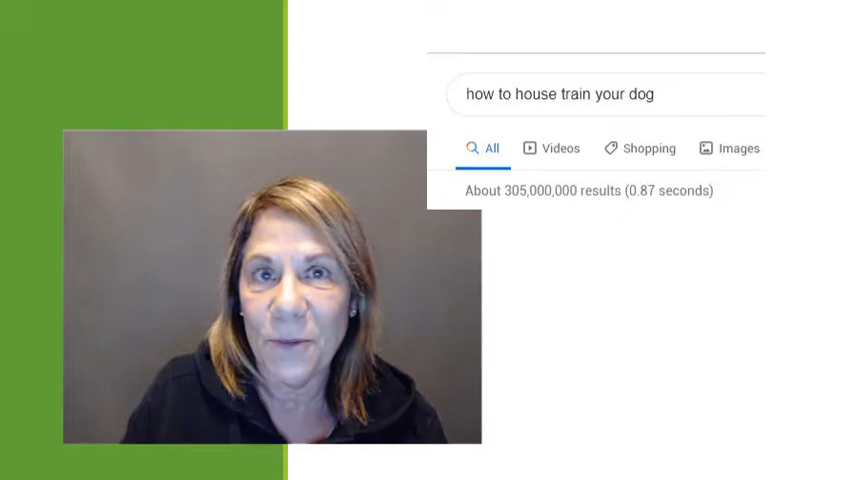 how to house train your dog
All Videos Shopping Images
About 305,000,000 results (0.87 seconds)